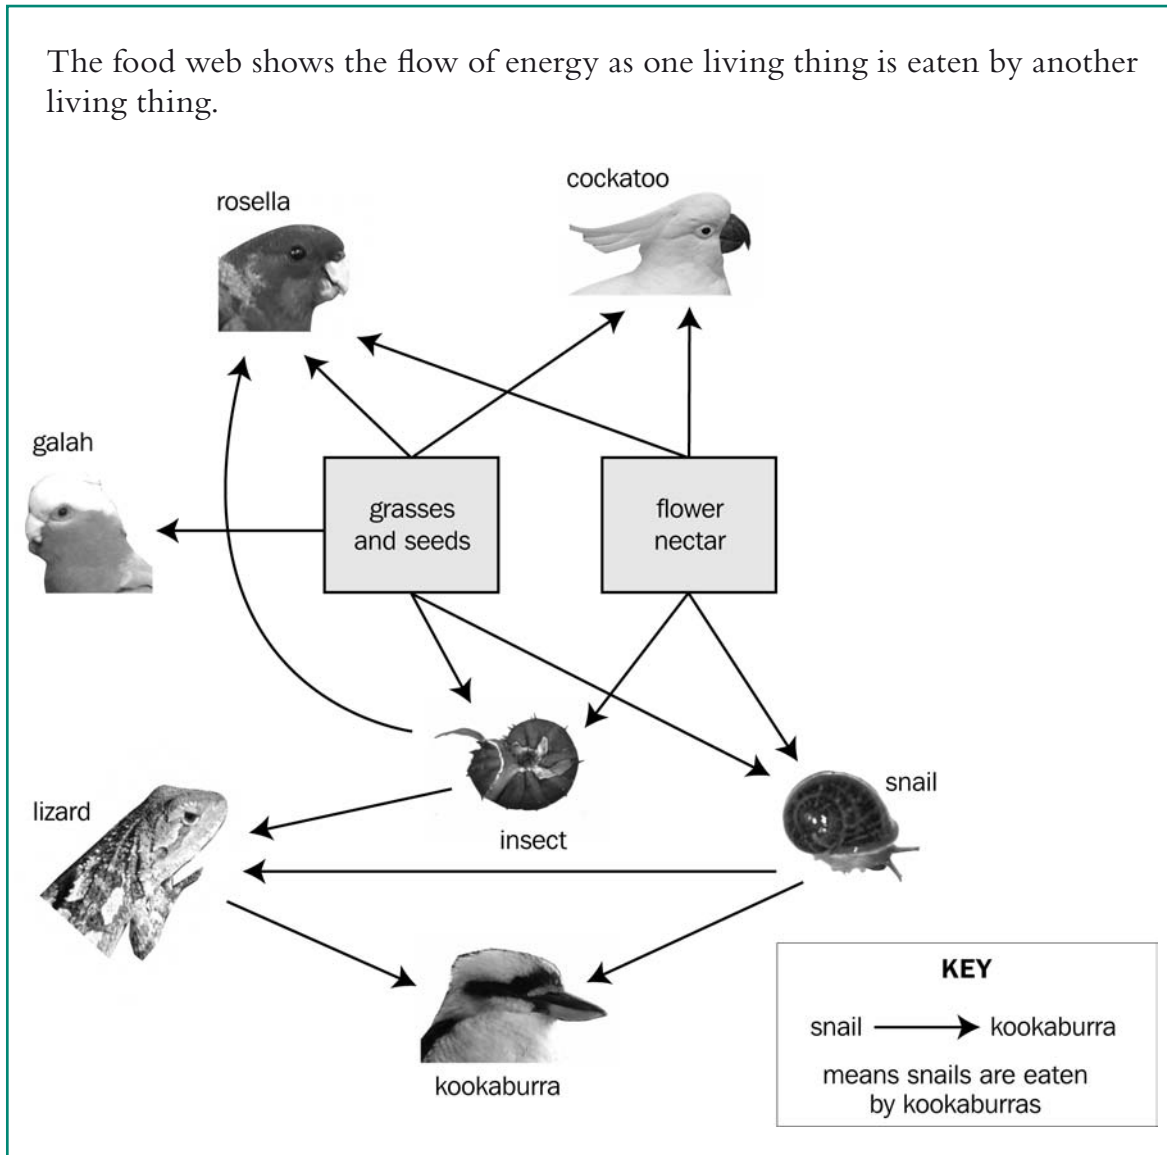 The food web shows the flow of energy as one living thing is eaten by another
living thing.
cockatoo
rosella
galah
grasses
and seeds
flower
nectar
lizard
insect
snail
kookaburra
KEY
snail kookaburra
means snails are eaten
by kookaburras